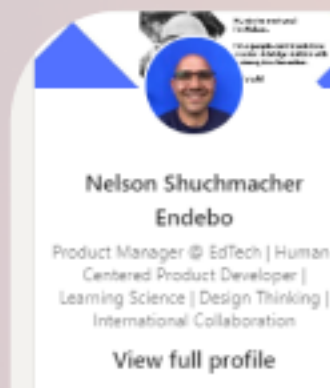 Nelson Shuchmacher
Endebo
Product Manager @ EdTech | Human
Centered Product Developer |
Learning Science | Design Thinking |
International Collaboration
View full profile